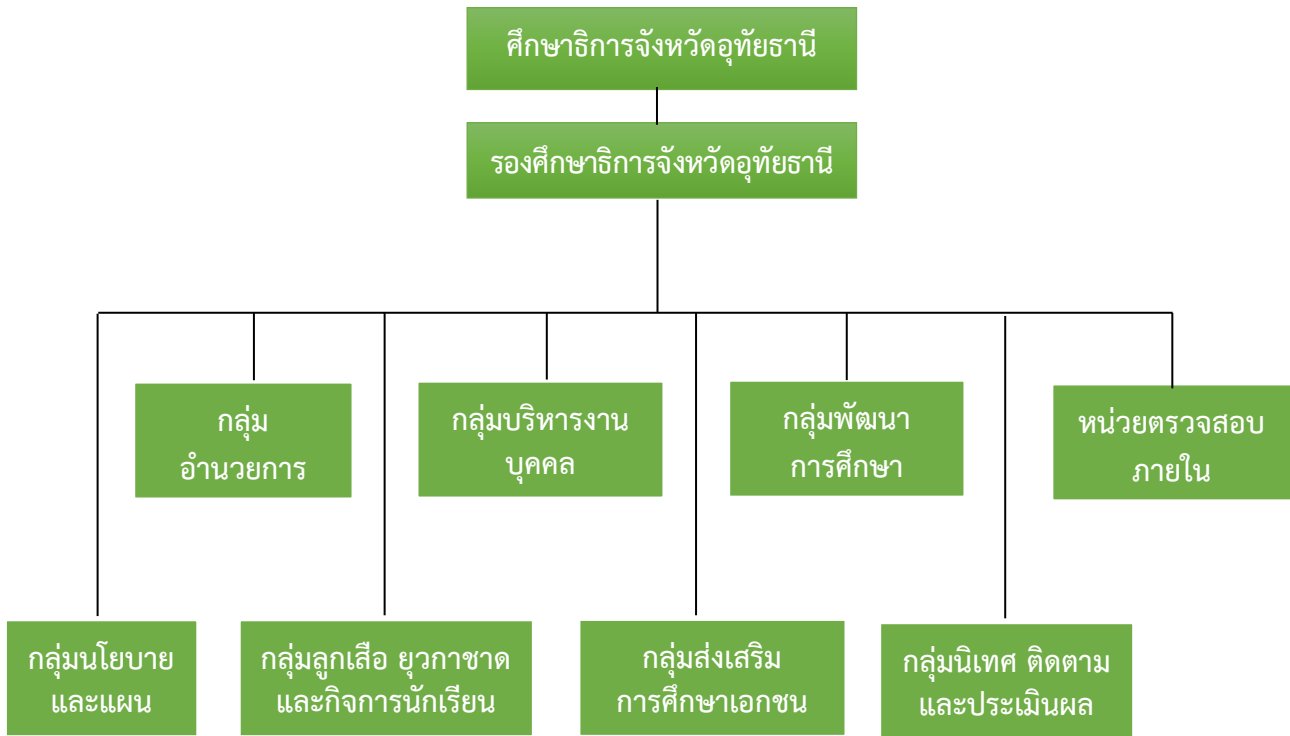 ศึกษาธิการจังหวัดอุทัยธานี
รองศึกษาธิการจังหวัดอุทัยธานี
กลุ่ม
อำนวยการ
กลุ่มบริหารงาน
บุคคล
กลุ่มพัฒนา
การศึกษา
หน่วยตรวจสอบ
ภายใน
กลุ่มนโยบาย
และแผน
กลุ่มลูกเสือ ยุวกาชาด
และกิจการนักเรียน
กลุ่มส่งเสริม
การศึกษาเอกชน
กลุ่มนิเทศ ติดตาม
และประเมินผล